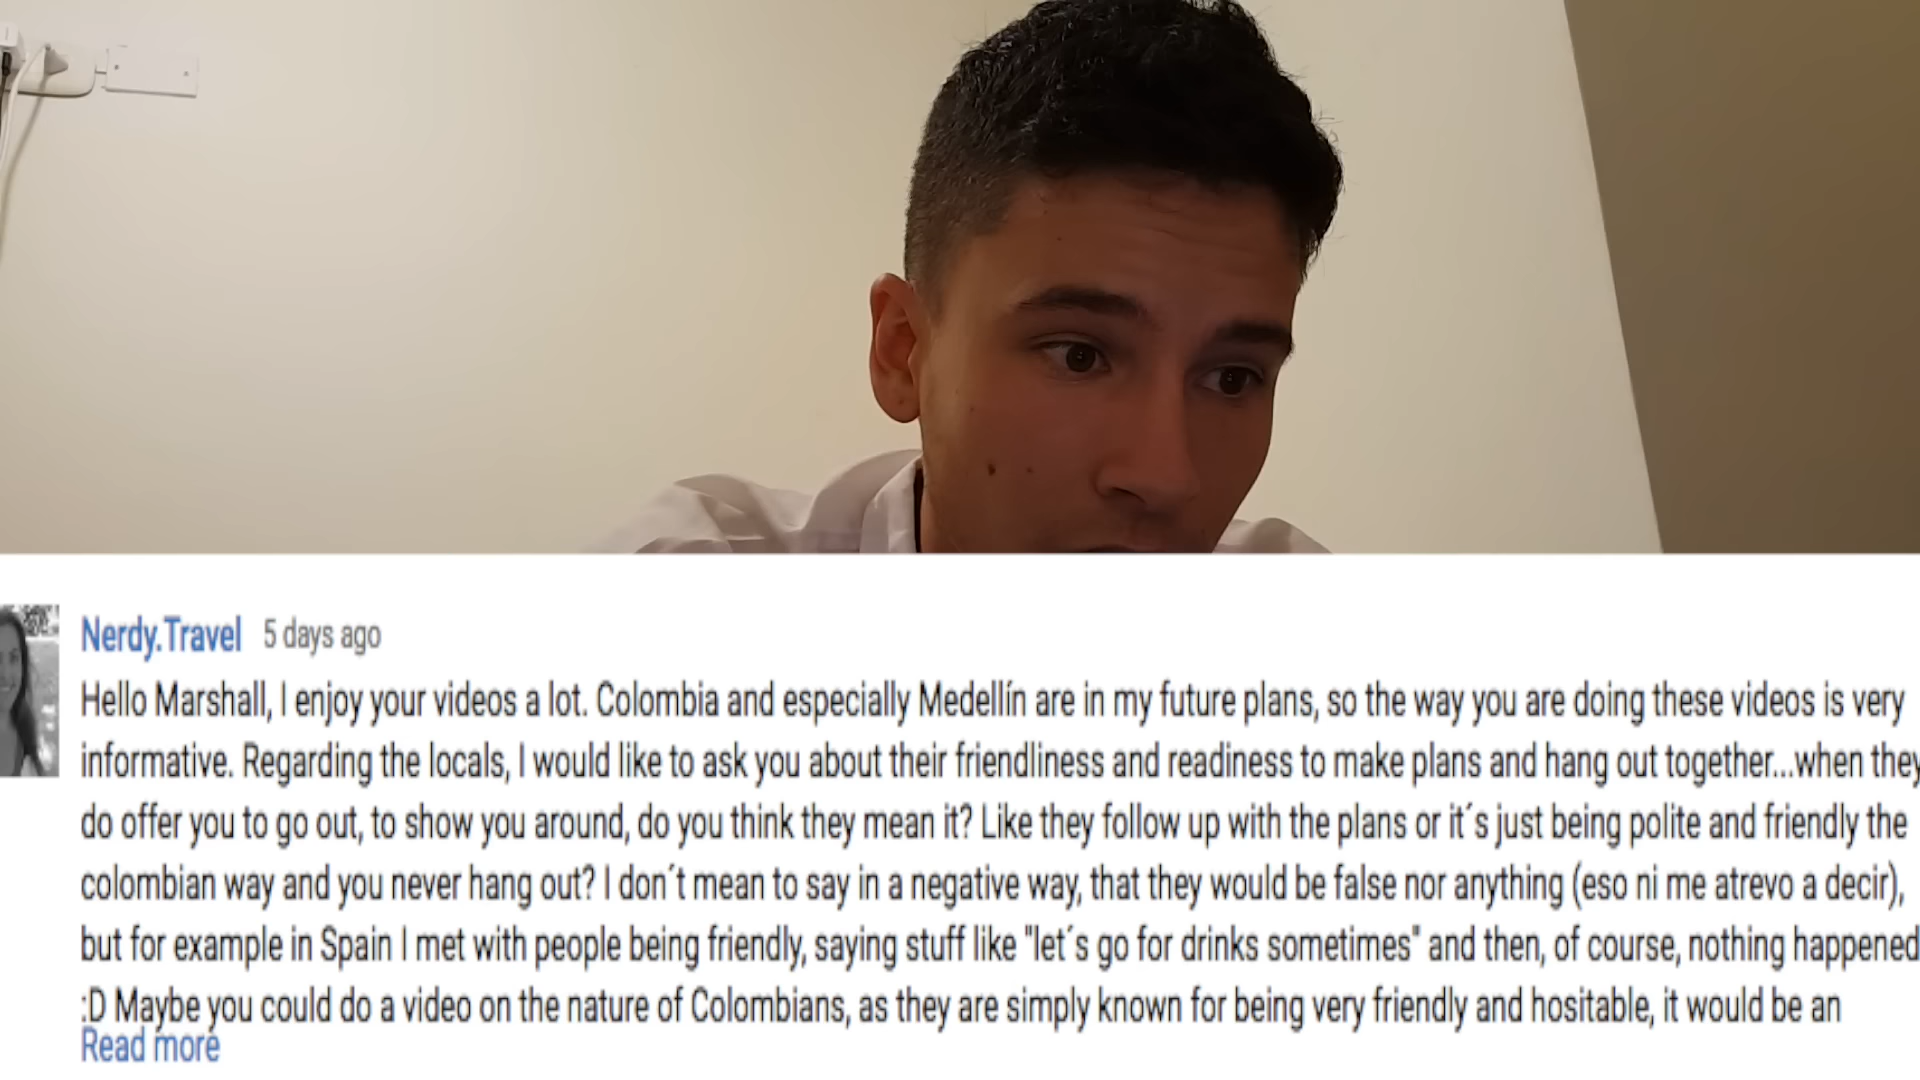 Nerdy.Travel 5 days ago
Hello Marshall, I enjoy your videos a lot. Colombia and especially Medellín are in my future plans, so the way you are doing these videos is very
informative. Regarding the locals, I would like to ask you about their friendliness and readiness to make plans and hang out together...when they
do offer you to go out, to show you around, do you think they mean it? Like they follow up with the plans or it´s just being polite and friendly the
colombian way and you never hang out? I don´t mean to say in a negative way, that they would be false nor anything (eso ni me atrevo a decir),
but for example in Spain I met with people being friendly, saying stuff like "let´s go for drinks sometimes" and then, of course, nothing happened
:D Maybe you could do a video on the nature of Colombians, as they are simply known for being very friendly and hositable, it would be an
Read more